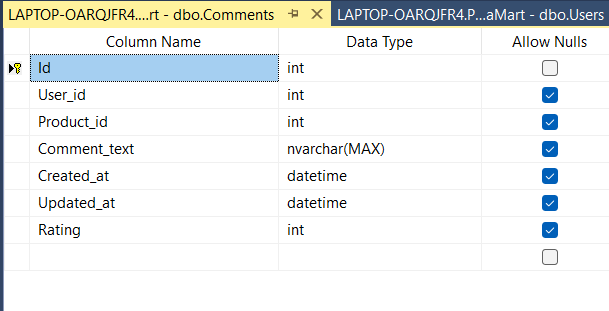 LAPTOP-OARQJFR4....rt - dbo.Comments LAPTOP-OARQJFR4.P...aMart - dbo.Users
Column Name Data Type Allow Nulls
Id int
User_id int
Product_id int
Comment_text nvarchar(MAX)
Created_at datetime
Updated_at datetime
Rating int